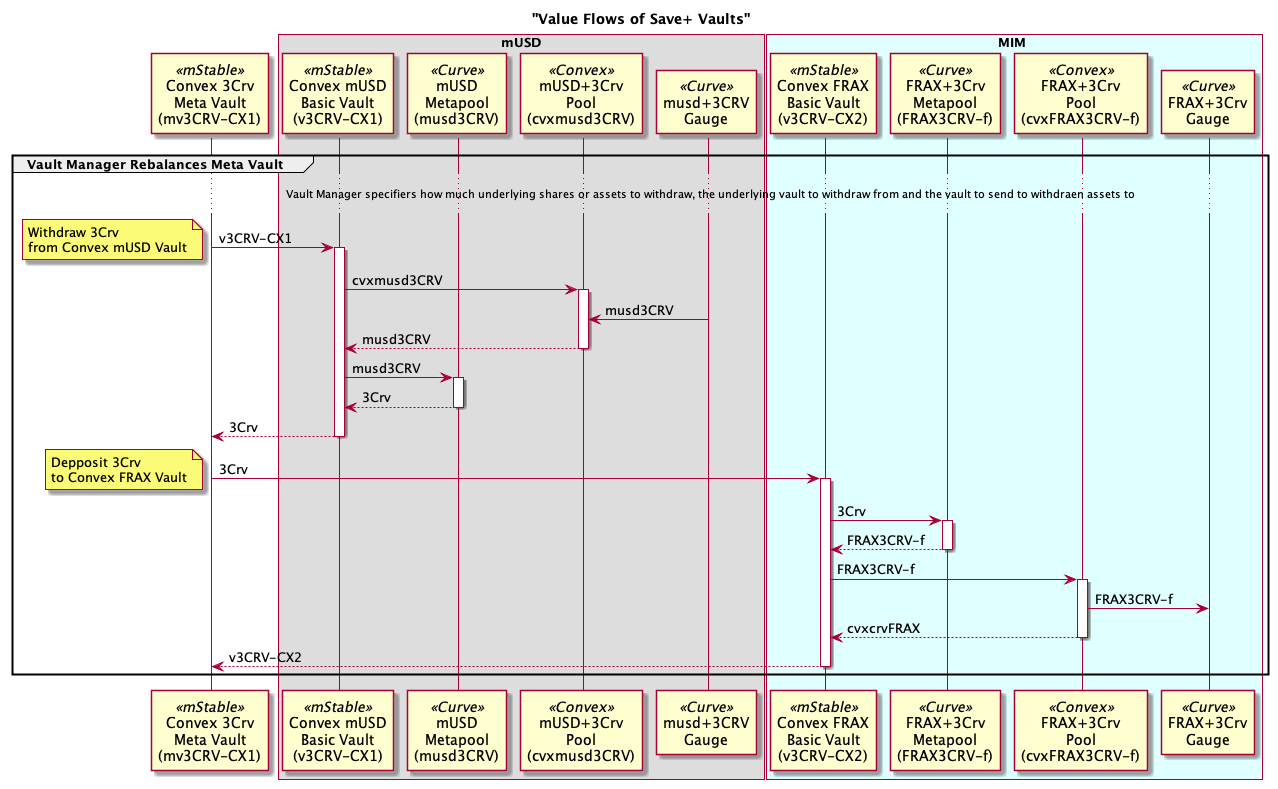 "Value Flows of Save+ Vaults"
mUSD
MIM
«mStable»
Convex 3Crv
Meta Vault
(mv3CRV-CX1)
«mStable»
Convex mUSD
Basic Vault
(v3CRV-CX1)
«Curve»
mUSD
Metapool
(musd3CRV)
«Convex»
mUSD+3Crv
Pool
(cvxmusd3CRV)
«Curve»
musd+3CRV
Gauge
«mStable»
Convex FRAX
Basic Vault
(v3CRV-CX2)
«Curve»
FRAX+3Crv
Metapool
(FRAX3CRV-f)
«Convex»
FRAX+3Crv
Pool
(cvxFRAX3CRV-f)
«Curve»
FRAX+3Crv
Gauge
Vault Manager Rebalances Meta Vault
Vault Manager specifiers how much underlying shares or assets to withdraw, the underlying vault to withdraw from and the vault to send to withdraen assets to
Withdraw 3Crv
from Convex mUSD Vault
v3CRV-CX1
cvxmusd3CRV
musd3CRV
musd3CRV
musd3CRV
3Crv
3Crv
Depposit 3Crv
to Convex FRAX Vault
3Crv
3Crv
FRAX3CRV-f
FRAX3CRV-f
FRAX3CRV-f
cvxcrvFRAX
v3CRV-CX2
«mStable»
Convex 3Crv
Meta Vault
(mv3CRV-CX1)
«mStable»
Convex mUSD
Basic Vault
(v3CRV-CX1)
«Curve»
mUSD
Metapool
(musd3CRV)
«Convex»
mUSD+3Crv
Pool
(cvxmusd3CRV)
«Curve»
musd+3CRV
Gauge
«mStable»
Convex FRAX
Basic Vault
(v3CRV-CX2)
«Curve»
FRAX+3Crv
Metapool
(FRAX3CRV-f)
«Convex»
FRAX+3Crv
Pool
(cvxFRAX3CRV-f)
«Curve»
FRAX+3Crv
Gauge